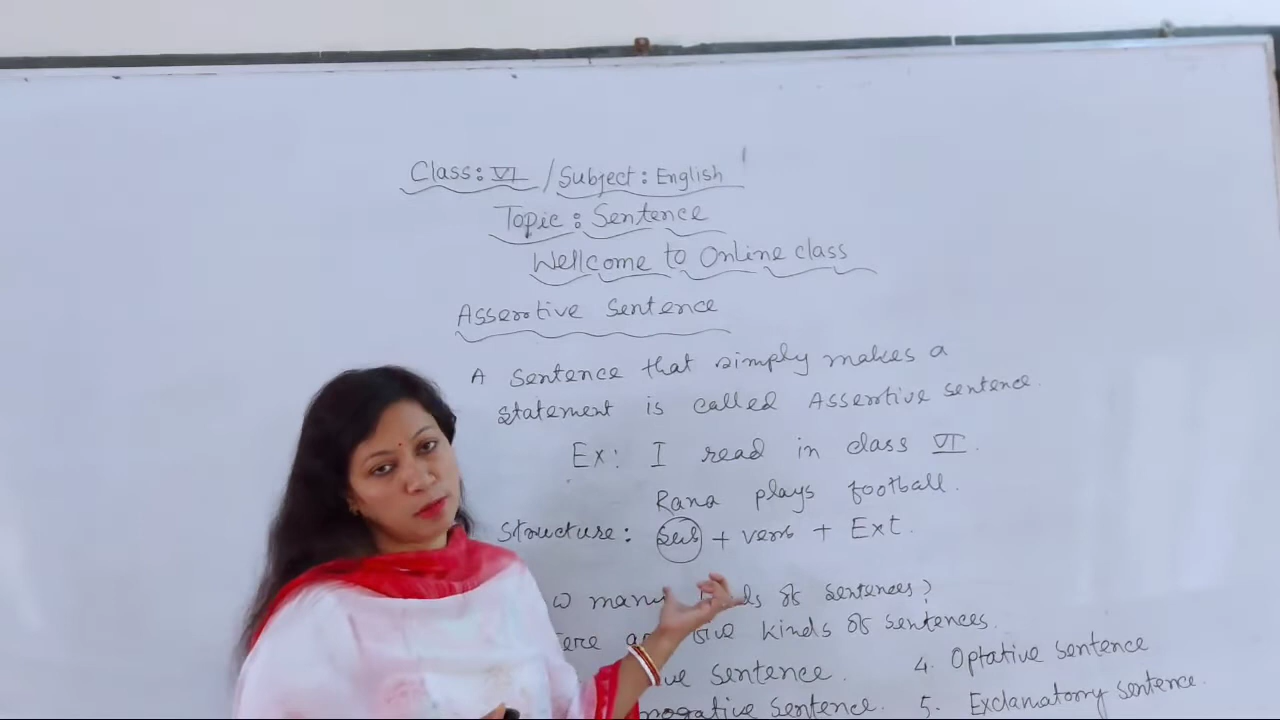 Class: VI / Subject: English
Topic: Sentence
Wellcome to Online class
Assertive Sentence
A sentence that simply makes a
statement is called Assertive sentence.
Ex: I read in class VI.
Rana plays football.
Structure: Sub + verb + Ext.
many of sentences?
kinds of sentences.
sentence. 4. Optative sentence
sentence. 5. Exclamatory sentence.